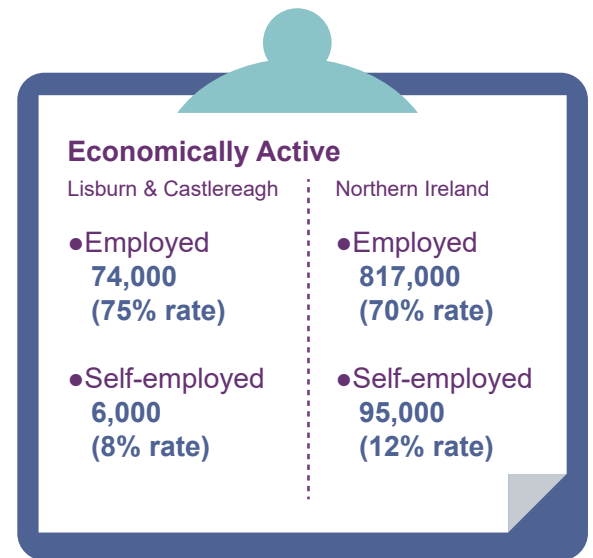 Economically Active
Lisburn & Castlereagh
●Employed
74,000
(75% rate)
●Self-employed
6,000
(8% rate)
Northern Ireland
●Employed
817,000
(70% rate)
●Self-employed
95,000
(12% rate)